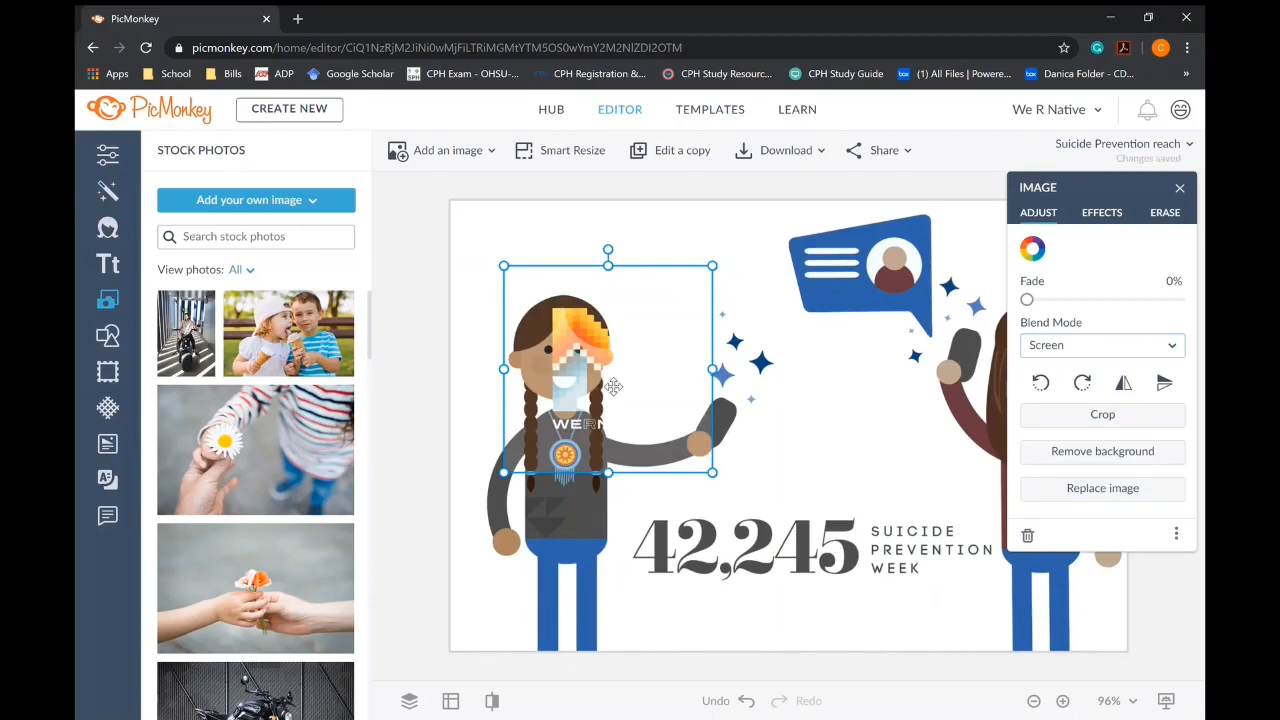 PicMonkey
picmonkey.com/home/editor/CiQ1NzRjM2JiNi0wMjFiLTRiMGMtYTM5OS0wYmY2M2NlZDI2OTM
Apps School Bills ADP Google Scholar CPH Exam - OHSU-... CPH Registration &... CPH Study Resourc... CPH Study Guide (1) All Files | Powere... Danica Folder - CD... »
PicMonkey CREATE NEW HUB EDITOR TEMPLATES LEARN We R Native
STOCK PHOTOS Add an image Smart Resize Edit a copy Download Share Suicide Prevention reach
Changes saved
IMAGE
Add your own image
ADJUST EFFECTS ERASE
Search stock photos
View photos: All
Fade 0%
Blend Mode
Screen
Crop
WERN
Remove background
Replace image
42,245 SUICIDE
PREVENTION
WEEK
Undo Redo 96%
Tt